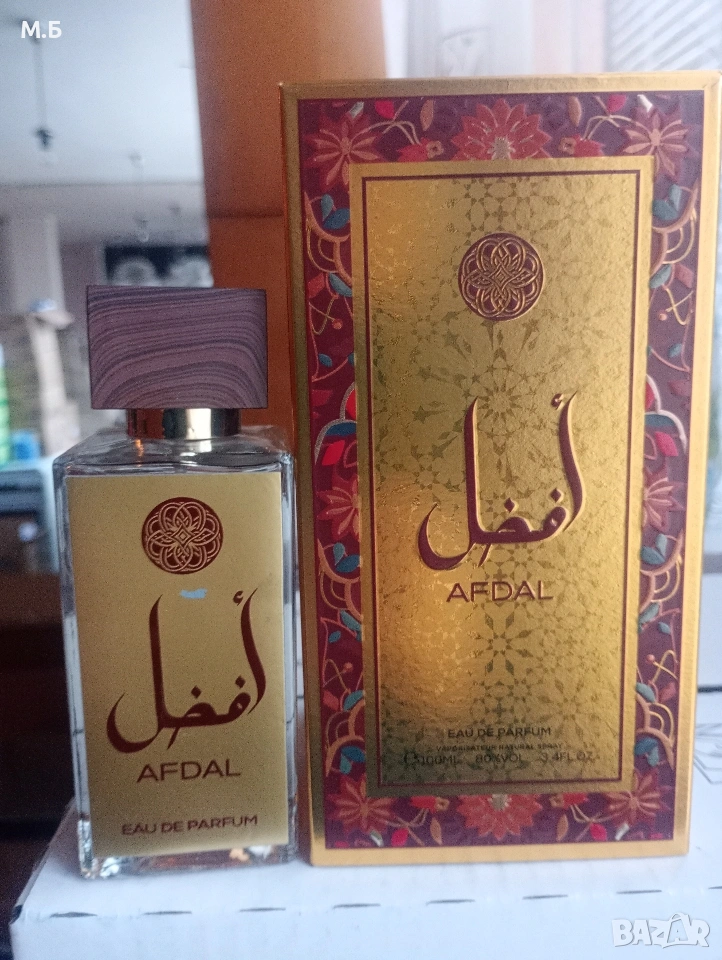 М.Б
أفضل
AFDAL
EAU DE PARFUM
أفضل
AFDAL
EAU DE PARFUM
VAPORISATEUR NATURAL SPRAY
℮100ML 80%VOL 3.4FL.OZ
BAZAR